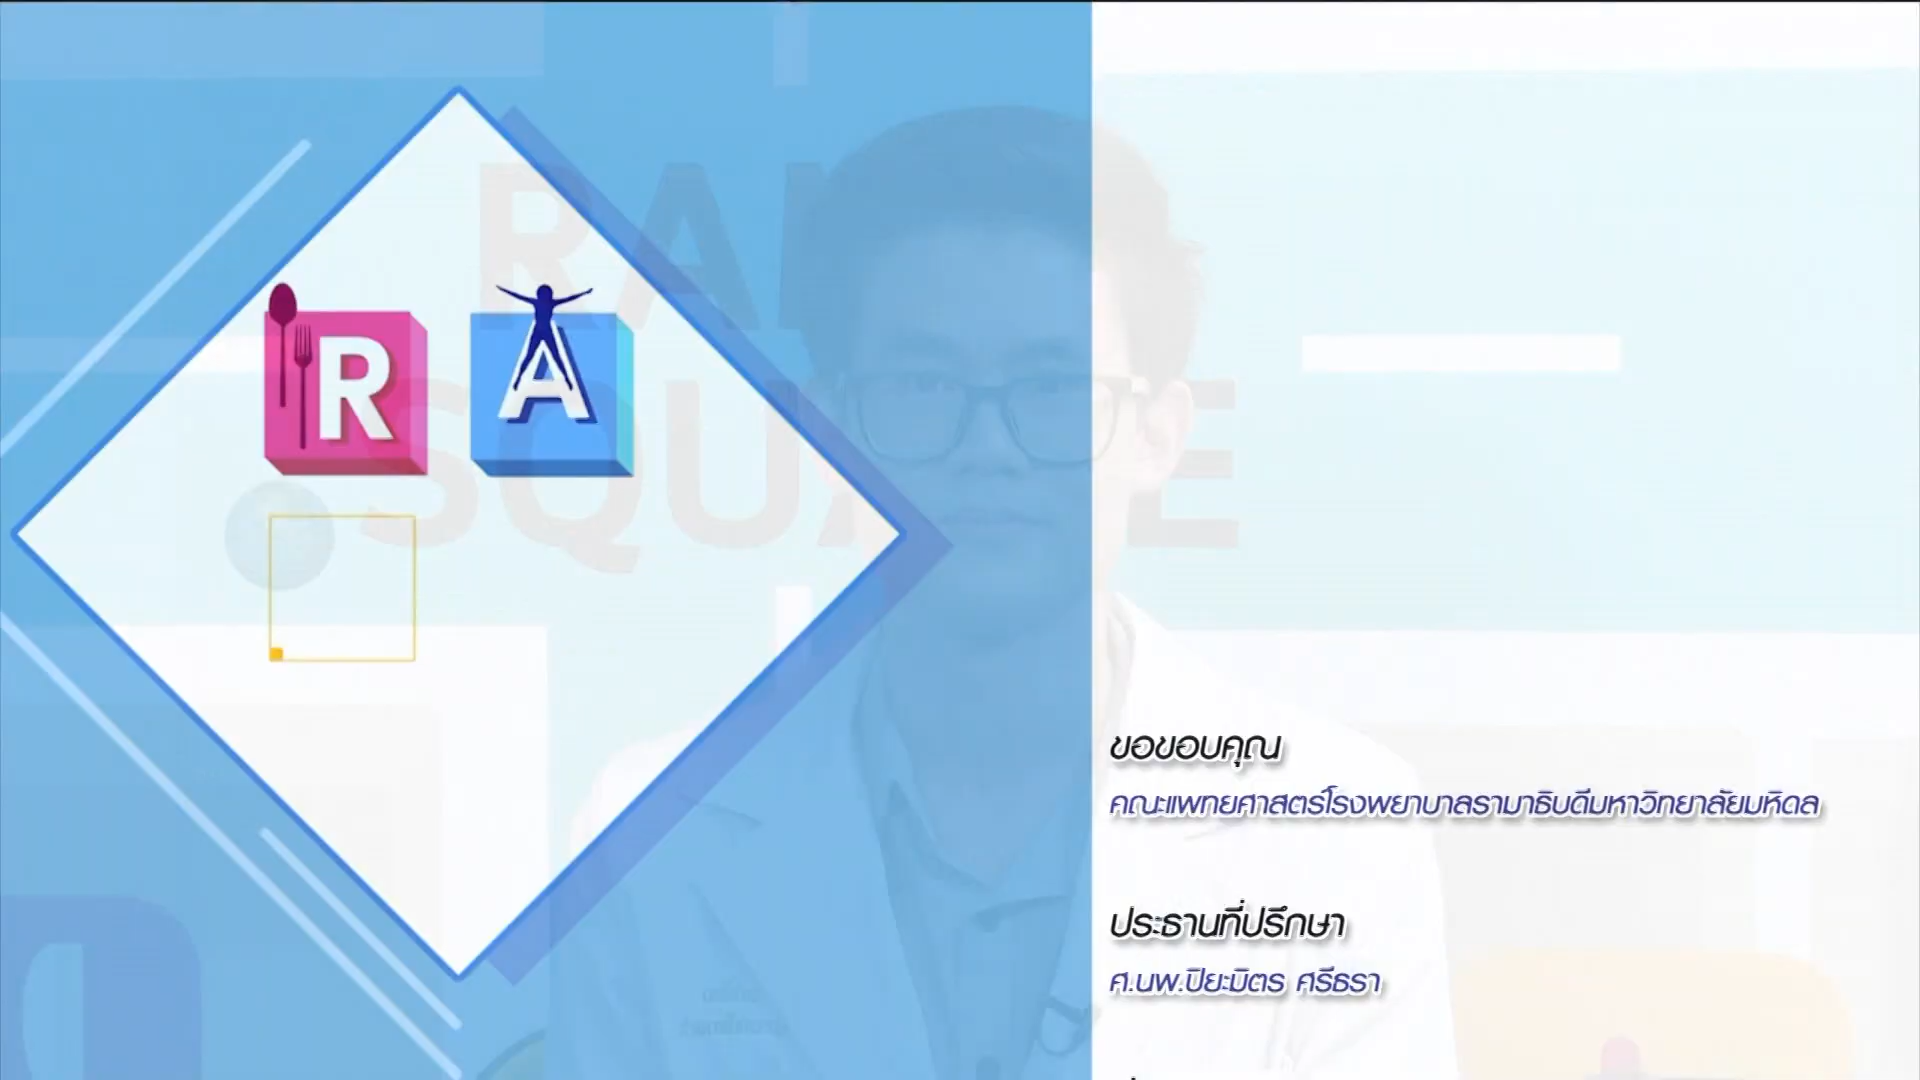 RA
SQU E
R
A
ขอขอบคุณ
คณะแพทยศาสตร์โรงพยาบาลรามาธิบดีมหาวิทยาลัยมหิดล
ประธานที่ปรึกษา
ศ.นพ.ปิยะมิตร ศรีธรา